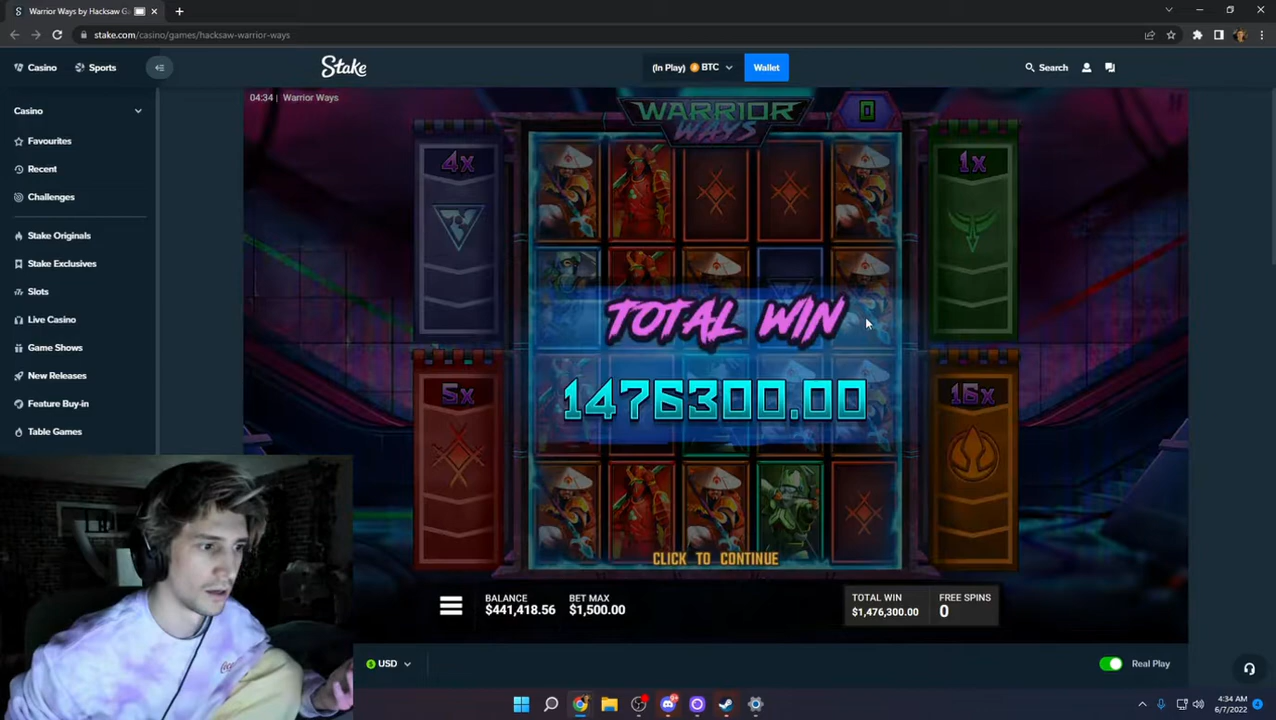 Warrior Ways by Hacksaw Ga
stake.com/casino/games/hacksaw-warrior-ways
Casino
Sports
Stake
(In Play) BTC
Wallet
Search
04:34 | Warrior Ways
WARRIOR
WAYS
0
Casino
Favourites
Recent
Challenges
Stake Originals
Stake Exclusives
Slots
Live Casino
Game Shows
New Releases
Feature Buy-in
Table Games
4x
1x
5x
16x
TOTAL WIN
1476300.00
CLICK TO CONTINUE
BALANCE
$441,418.56
BET MAX
$1,500.00
TOTAL WIN
$1,476,300.00
FREE SPINS
0
USD
Real Play
4:34 AM
6/7/2022